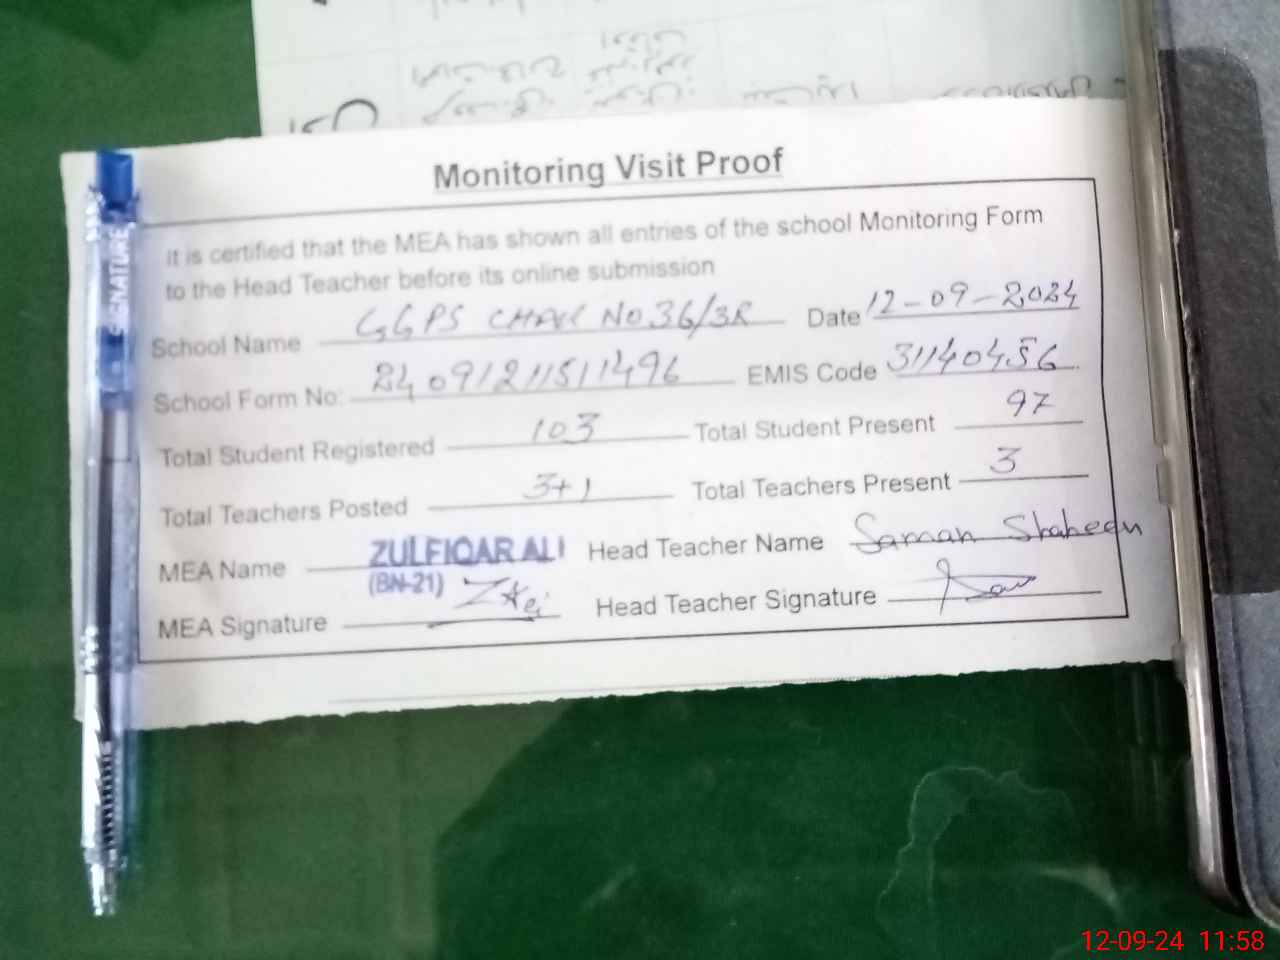 Monitoring Visit Proof
It is certified that the MEA has shown all entries of the school Monitoring Form
to the Head Teacher before its online submission
School Name GGPS CHAK NO 36/3R Date 12-09-2024
School Form No: 24091211511496 EMIS Code 31140456
Total Student Registered 103 Total Student Present 97
Total Teachers Posted 3+1 Total Teachers Present 3
MEA Name ZULFIQAR ALI Head Teacher Name Saman Shaheen
(BN-21)
MEA Signature Head Teacher Signature
SIGNATURE
12-09-24 11:58